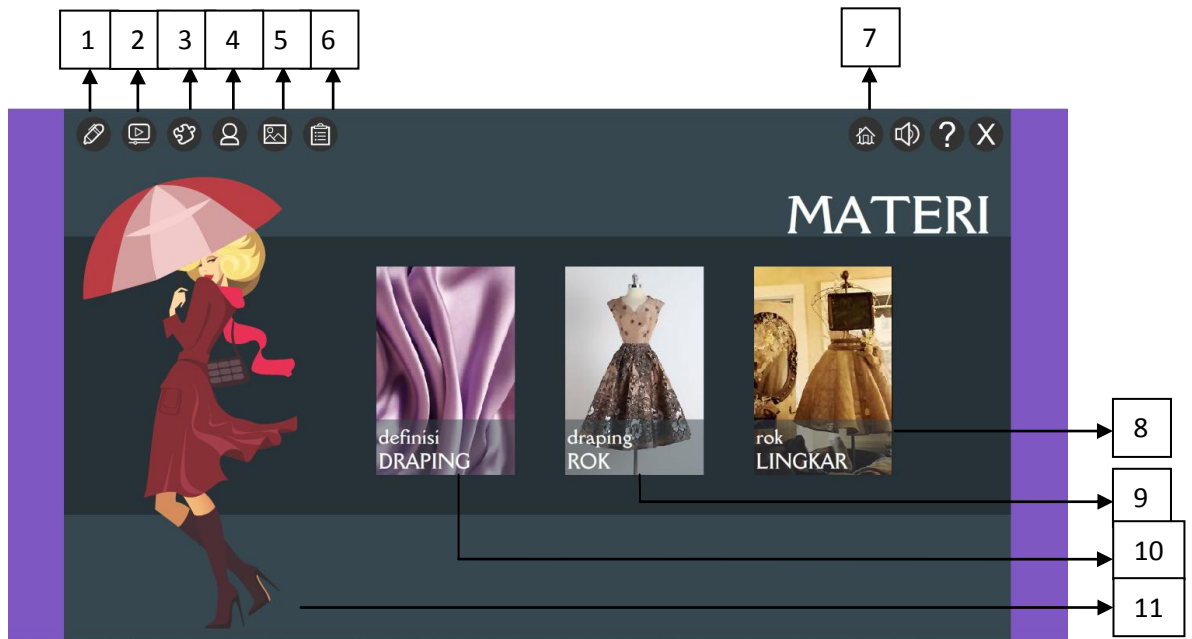 1 2 3 4 5 6 7
? X
MATERI
definisi
DRAPING
draping
ROK
rok
LINGKAR
8
9
10
11